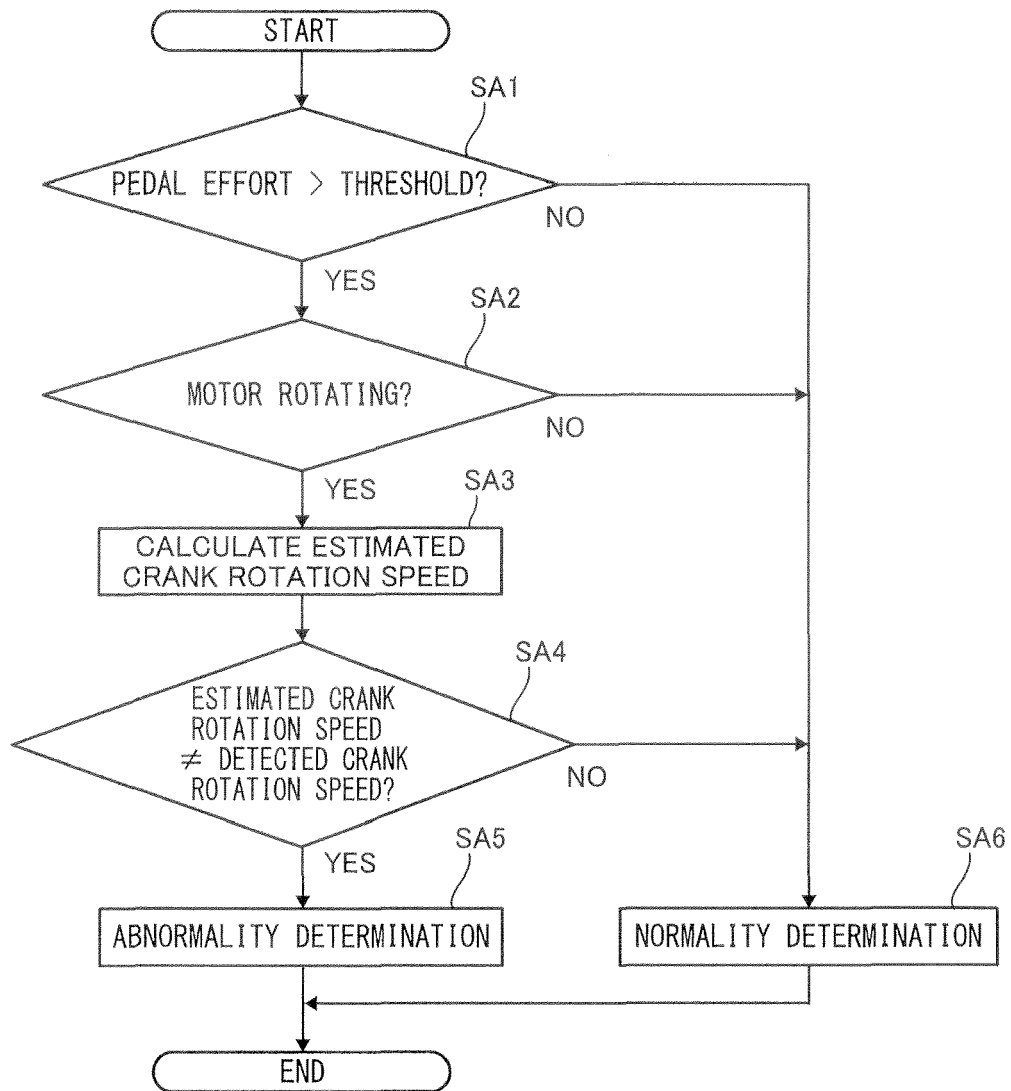 START
SA1
PEDAL EFFORT > THRESHOLD?
NO
YES
SA2
MOTOR ROTATING?
NO
YES
SA3
CALCULATE ESTIMATED
CRANK ROTATION SPEED
SA4
ESTIMATED CRANK
ROTATION SPEED
≠ DETECTED CRANK
ROTATION SPEED?
NO
YES
SA5
SA6
ABNORMALITY DETERMINATION
NORMALITY DETERMINATION
END